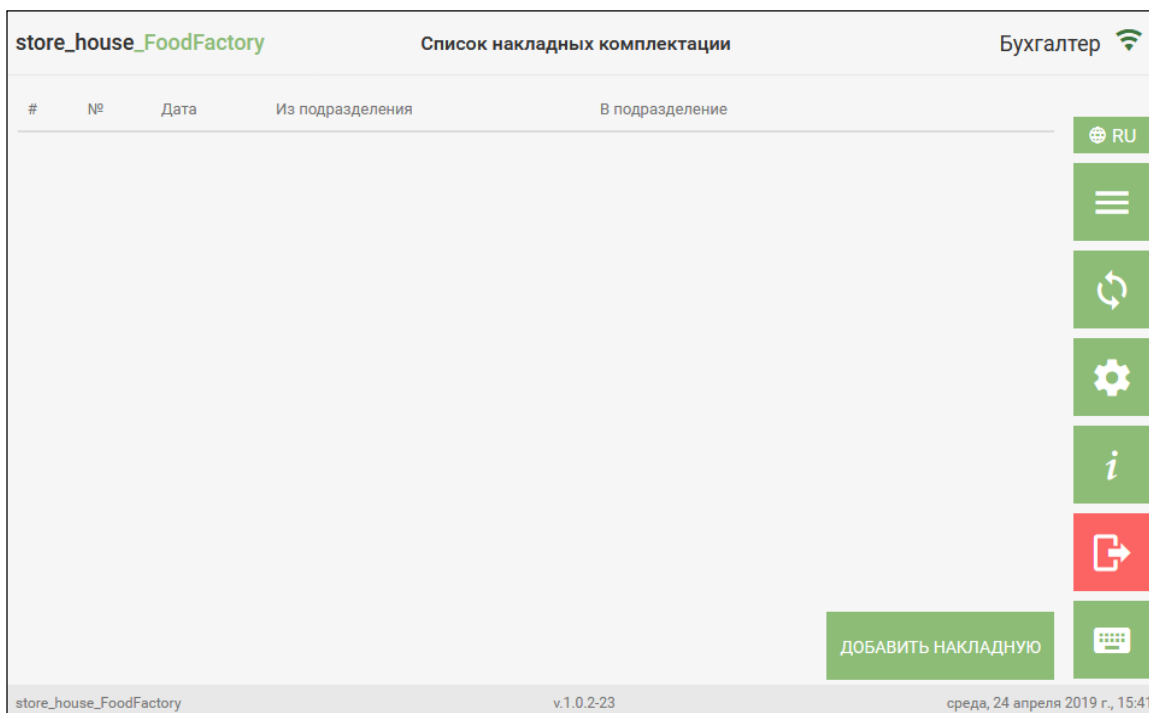 store_house_FoodFactory Список накладных комплектации Бухгалтер
# № Дата Из подразделения В подразделение
RU
i
ДОБАВИТЬ НАКЛАДНУЮ
store_house_FoodFactory v.1.0.2-23 среда, 24 апреля 2019 г., 15:41